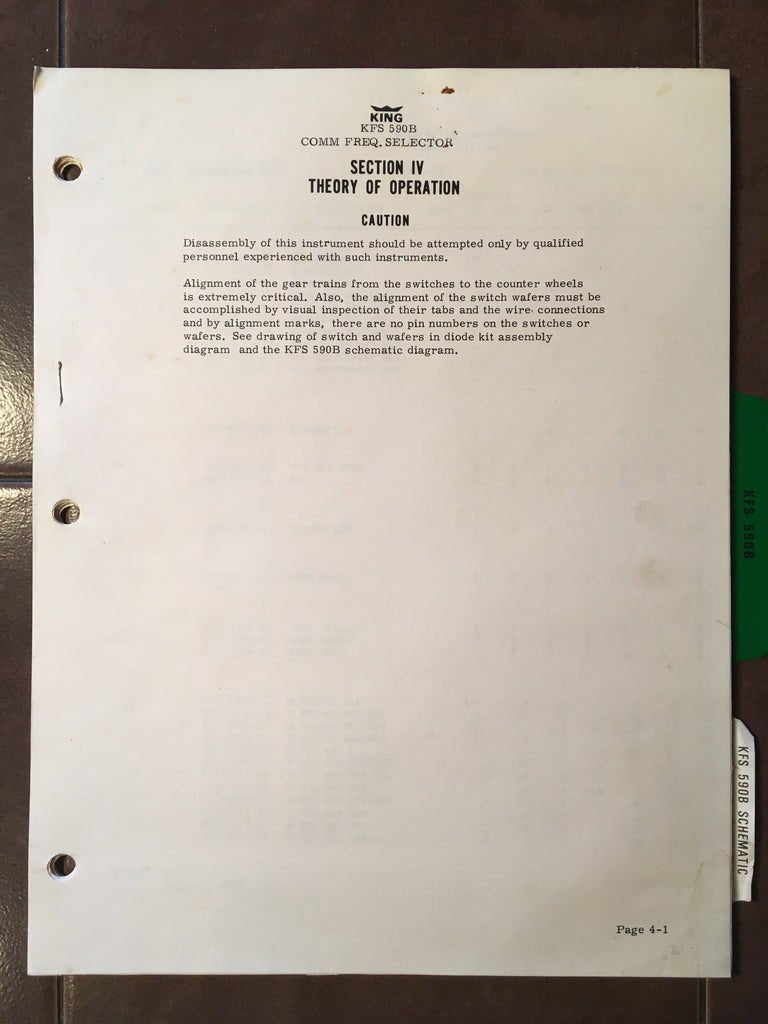 KING
KFS 590B
COMM FREQ. SELECTOR
SECTION IV
THEORY OF OPERATION
CAUTION
Disassembly of this instrument should be attempted only by qualified
personnel experienced with such instruments.
Alignment of the gear trains from the switches to the counter wheels
is extremely critical. Also, the alignment of the switch wafers must be
accomplished by visual inspection of their tabs and the wire connections
and by alignment marks, there are no pin numbers on the switches or
wafers. See drawing of switch and wafers in diode kit assembly
diagram and the KFS 590B schematic diagram.
KFS 590B
KFS 590B SCHEMATIC
Page 4-1